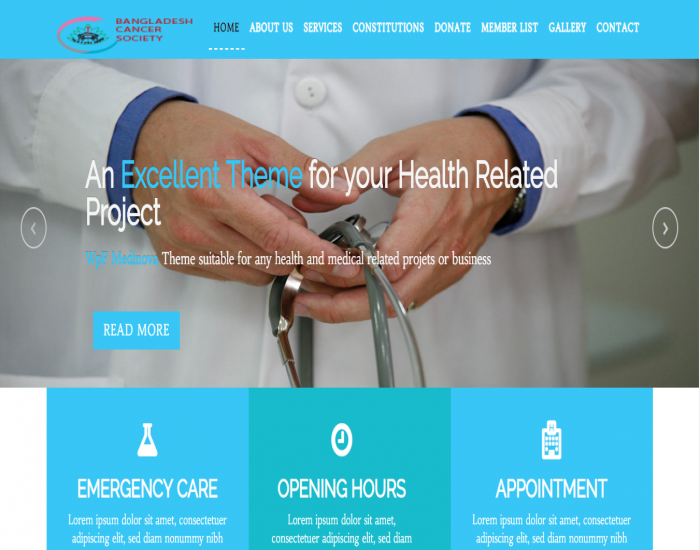 BANGLADESH
CANCER
SOCIETY
HOME ABOUT US SERVICES CONSTITUTIONS DONATE MEMBER LIST GALLERY CONTACT
An Excellent Theme for your Health Related
Project
Theme suitable for any health and medical related projets or business
READ MORE
EMERGENCY CARE
Lorem ipsum dolor sit amet, consectetuer
adipiscing elit, sed diam nonummy nibh
OPENING HOURS
Lorem ipsum dolor sit amet,
consectetuer adipiscing elit, sed diam
APPOINTMENT
Lorem ipsum dolor sit amet, consectetuer
adipiscing elit, sed diam nonummy nibh